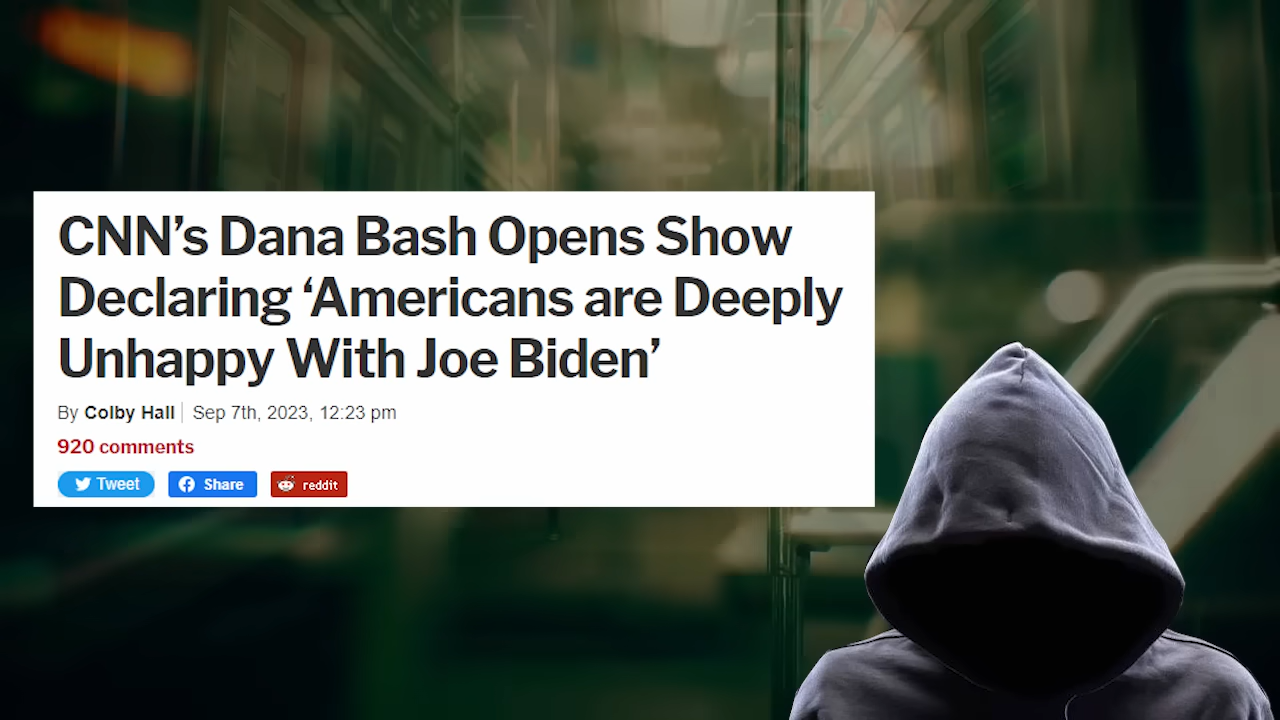 CNN’s Dana Bash Opens Show
Declaring ‘Americans are Deeply
Unhappy With Joe Biden’
By Colby Hall | Sep 7th, 2023, 12:23 pm
920 comments
Tweet Share reddit